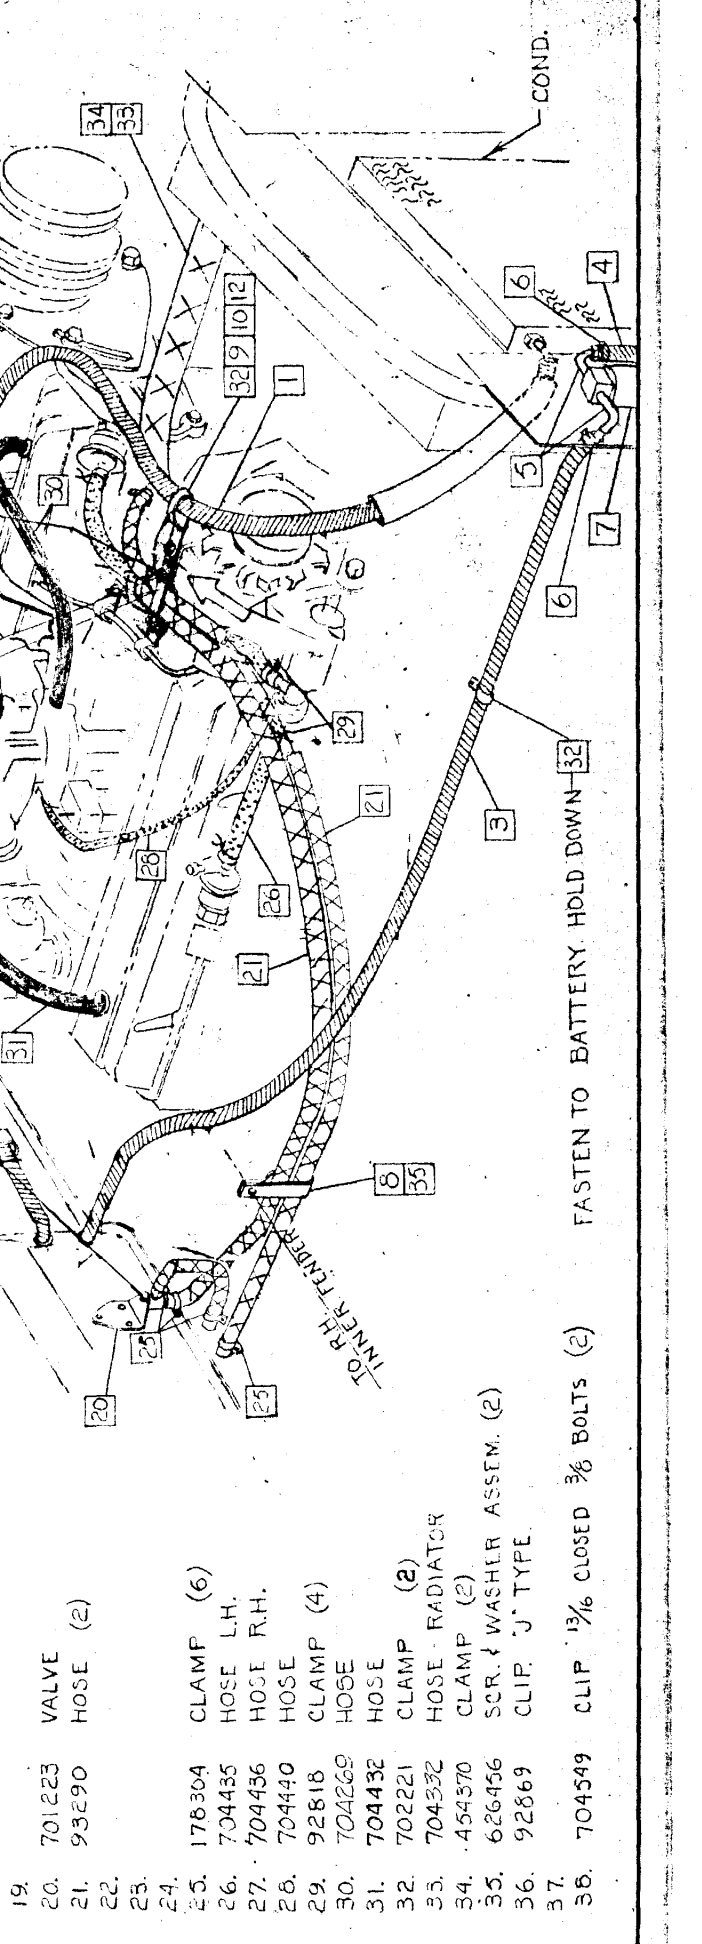 19.
20. 701223 VALVE
21. 93290 HOSE (2)
22.
23.
24.
25. 178304 CLAMP (6)
26. 704435 HOSE L.H.
27. 704436 HOSE R.H.
28. 704440 HOSE
29. 92818 CLAMP (4)
30. 704269 HOSE
31. 704432 HOSE
32. 702221 CLAMP (2)
33. 704332 HOSE - RADIATOR
34. 454370 CLAMP (2)
35. 626456 SCR. & WASHER ASSEM. (2)
36. 92869 CLIP "J" TYPE
37.
38. 704549 CLIP 13/16 CLOSED 3/8 BOLTS (2)
20
25
25
TO RH
INNER FENDER
8
35
31
21
26
28
21
29
3
32
FASTEN TO BATTERY HOLD DOWN
30
1
32 9 10 12
34
33
A
6
7
5
6
4
COND.